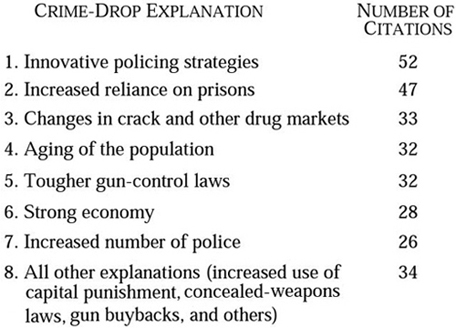 CRIME-DROP EXPLANATION NUMBER OF
CITATIONS
1. Innovative policing strategies 52
2. Increased reliance on prisons 47
3. Changes in crack and other drug markets 33
4. Aging of the population 32
5. Tougher gun-control laws 32
6. Strong economy 28
7. Increased number of police 26
8. All other explanations (increased use of 34
capital punishment, concealed-weapons
laws, gun buybacks, and others)